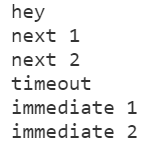 hey
next 1
next 2
timeout
immediate 1
immediate 2